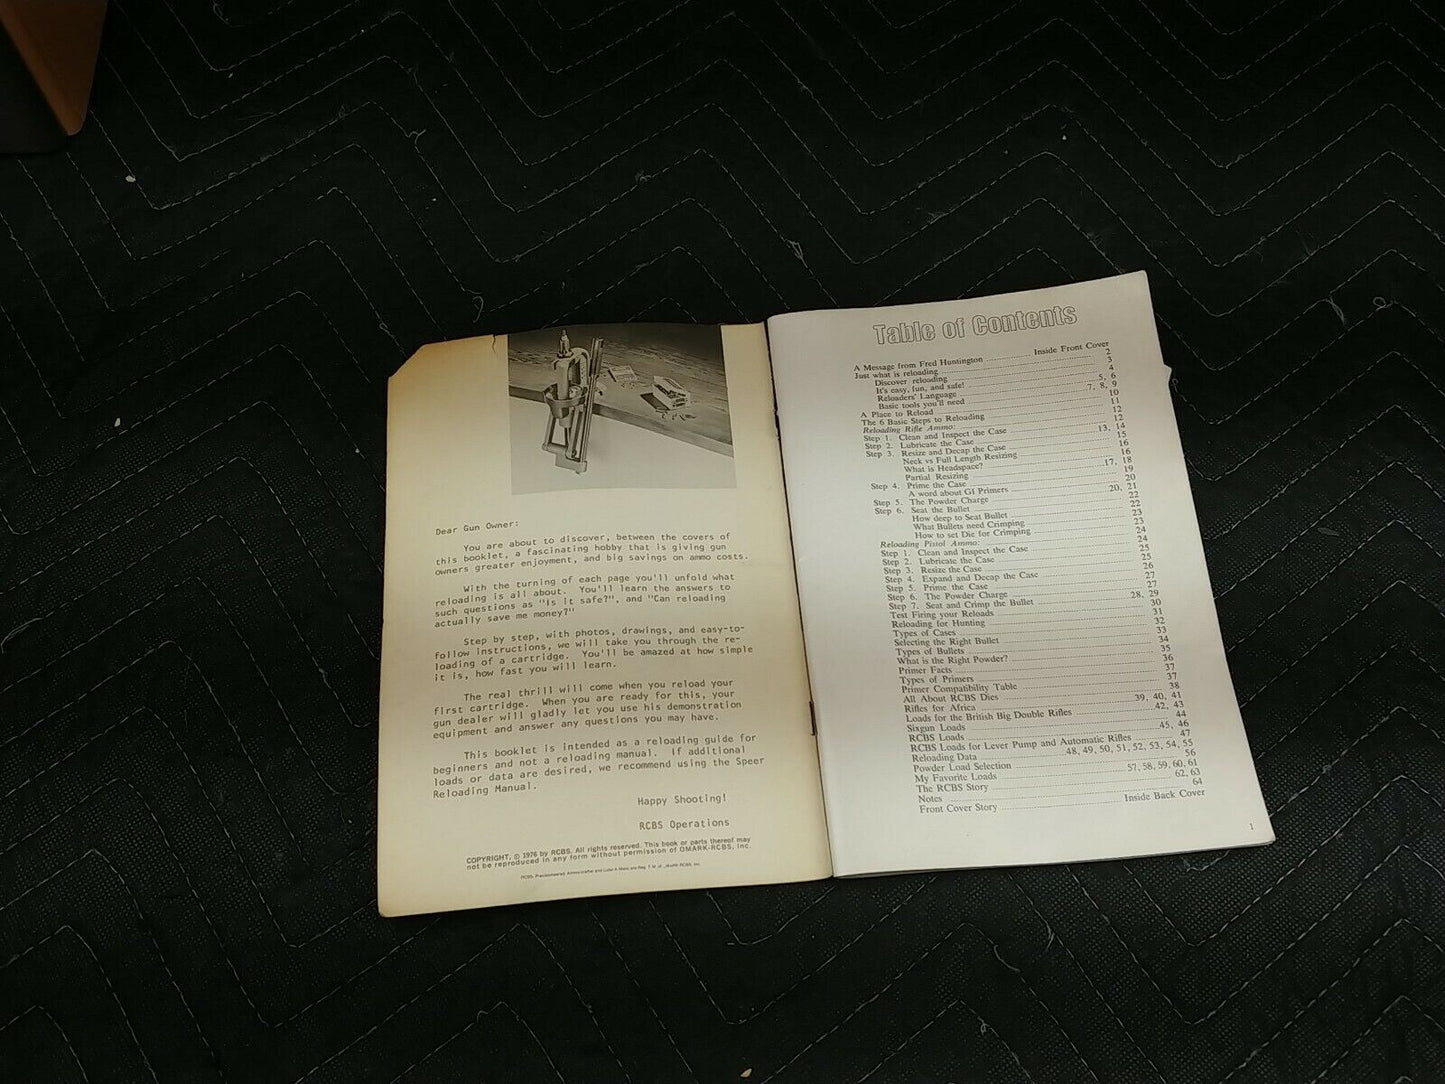 Dear Gun Owner:
You are about to discover, between the covers of
this booklet, a fascinating hobby that is giving gun
owners greater enjoyment, and big savings on ammo costs.
With the turning of each page you'll unfold what
reloading is all about. You'll learn the answers to
such questions as "Is it safe?", and "Can reloading
actually save me money?"
Step by step, with photos, drawings, and easy-to-
follow instructions, we will take you through the re-
loading of a cartridge. You'll be amazed at how simple
it is, how fast you will learn.
The real thrill will come when you reload your
first cartridge. When you are ready for this, your
gun dealer will gladly let you use his demonstration
equipment and answer any questions you may have.
This booklet is intended as a reloading guide for
beginners and not a reloading manual. If additional
loads or data are desired, we recommend using the Speer
Reloading Manual.
Happy Shooting!
RCBS Operations
COPYRIGHT, © 1976 by RCBS. All rights reserved. This book or parts thereof may
not be reproduced in any form without permission of OMARK-RCBS, Inc.
Table of Contents
A Message from Fred Huntington Inside Front Cover
Just what is reloading 2
Discover reloading 3
It's easy, fun, and safe! 4
Reloaders' Language 5, 6
Basic tools you'll need 7, 8, 9
A Place to Reload 10
The 6 Basic Steps to Reloading 11
Reloading Rifle Ammo: 12
Step 1. Clean and Inspect the Case 12
Step 2. Lubricate the Case 13, 14
Step 3. Resize and Decap the Case 15
Neck vs Full Length Resizing 16
What is Headspace? 16
Partial Resizing 17, 18
Step 4. Prime the Case 19
A word about GI Primers 20
Step 5. The Powder Charge 20, 21
Step 6. Seat the Bullet 22
How deep to Seat Bullet 22
What Bullets need Crimping 23
How to set Die for Crimping 23
Reloading Pistol Ammo: 24
Step 1. Clean and Inspect the Case 24
Step 2. Lubricate the Case 25
Step 3. Resize the Case 25
Step 4. Expand and Decap the Case 26
Step 5. Prime the Case 27
Step 6. The Powder Charge 27
Step 7. Seat and Crimp the Bullet 28, 29
Test Firing your Reloads 30
Reloading for Hunting 31
Types of Cases 32
Selecting the Right Bullet 33
Types of Bullets 34
What is the Right Powder? 35
Primer Facts 36
Types of Primers 37
Primer Compatibility Table 37
All About RCBS Dies 38
Rifles for Africa 39, 40, 41
Loads for the British Big Double Rifles 42, 43
Sixgun Loads 44
RCBS Loads 45, 46
RCBS Loads for Lever Pump and Automatic Rifles 47
Reloading Data 48, 49, 50, 51, 52, 53, 54, 55
Powder Load Selection 56
My Favorite Loads 57, 58, 59, 60, 61
The RCBS Story 62, 63
Notes 64
Front Cover Story Inside Back Cover
1